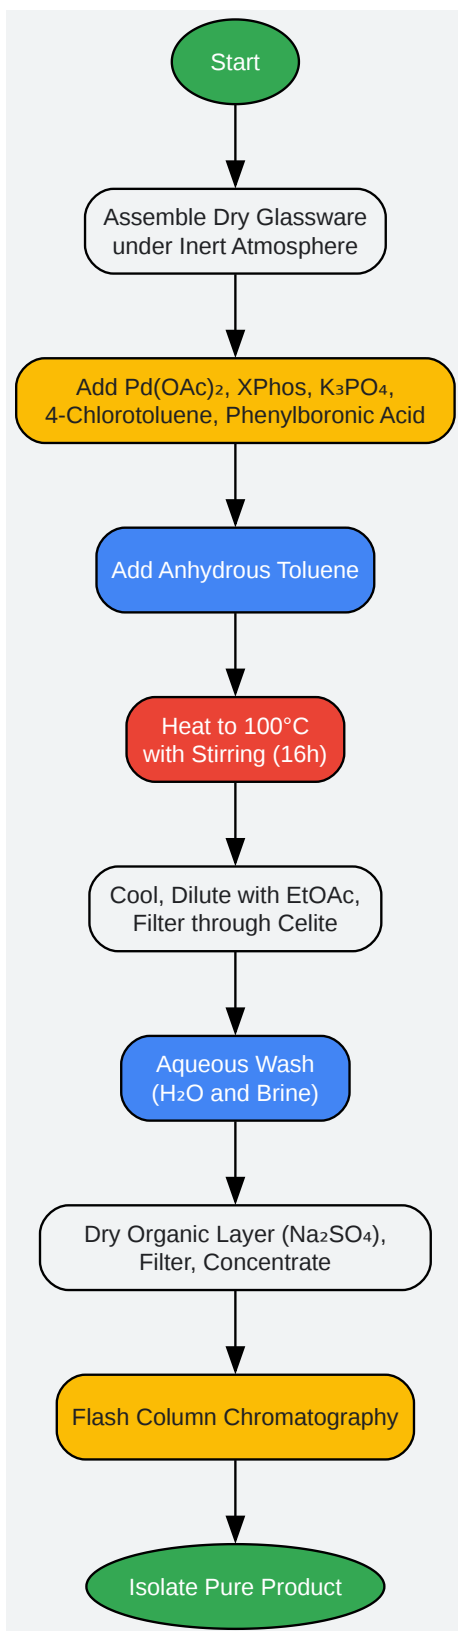 Start
Assemble Dry Glassware
under Inert Atmosphere
Add Pd(OAc)₂, XPhos, K₃PO₄,
4-Chlorotoluene, Phenylboronic Acid
Add Anhydrous Toluene
Heat to 100°C
with Stirring (16h)
Cool, Dilute with EtOAc,
Filter through Celite
Aqueous Wash
(H₂O and Brine)
Dry Organic Layer (Na₂SO₄),
Filter, Concentrate
Flash Column Chromatography
Isolate Pure Product